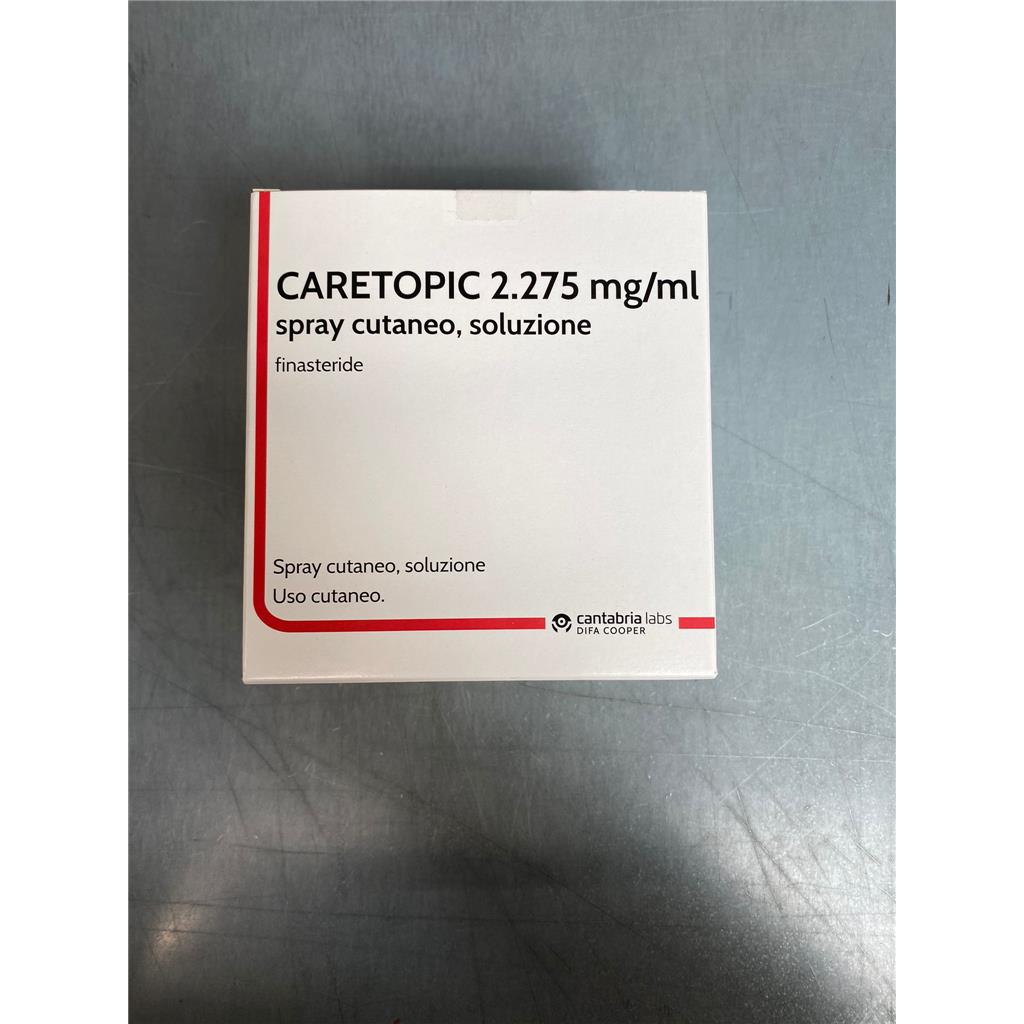 CARETOPIC 2.275 mg/ml
spray cutaneo, soluzione
finasteride
Spray cutaneo, soluzione
Uso cutaneo.
cantabria labs
DIFA COOPER